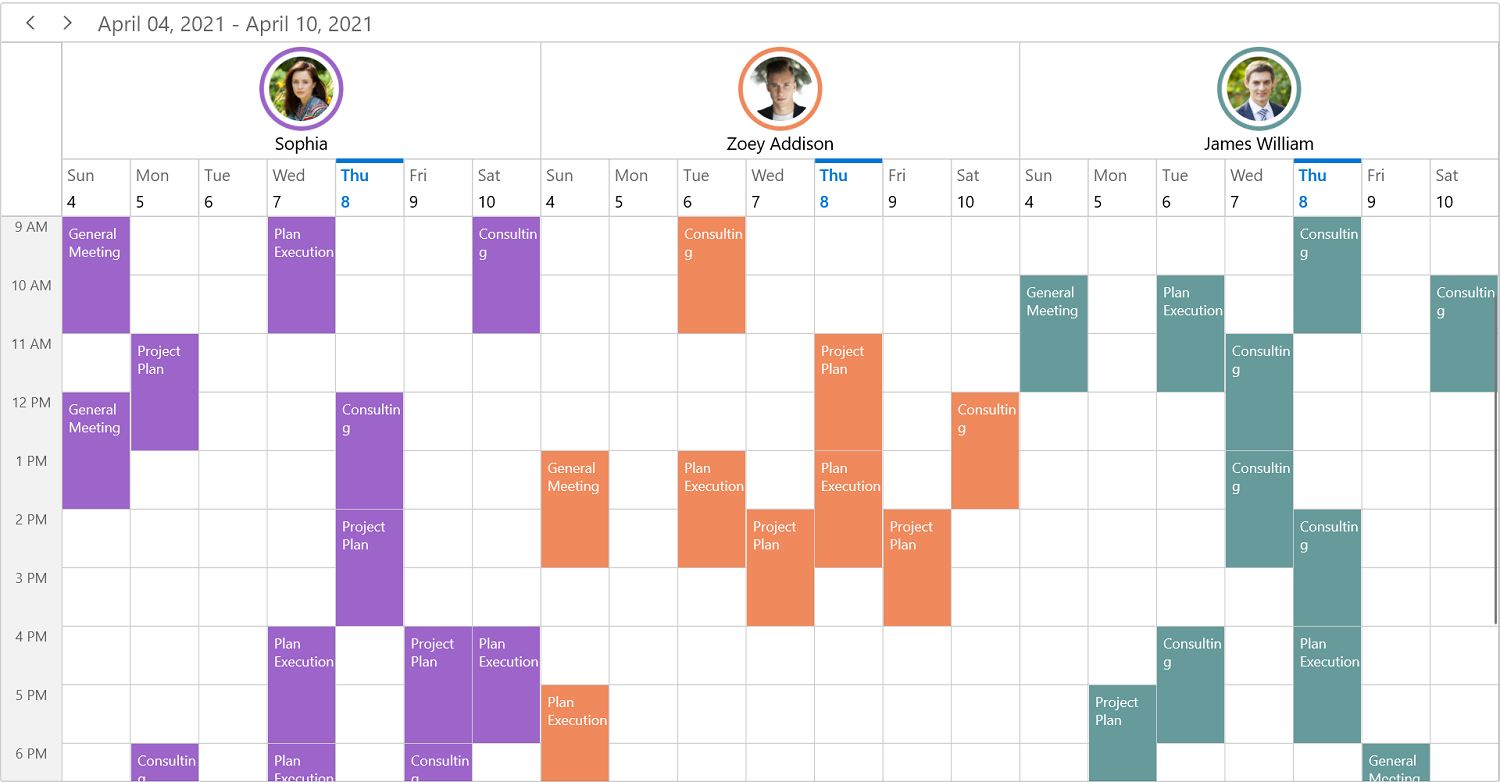 April 04, 2021 - April 10, 2021
Sophia
Zoey Addison
James William
Sun Mon Tue Wed Thu Fri Sat Sun Mon Tue Wed Thu Fri Sat Sun Mon Tue Wed Thu Fri Sat
4 5 6 7 8 9 10 4 5 6 7 8 9 10 4 5 6 7 8 9 10
9 AM
General Plan Consultin Consultin Consultin
Meeting Execution g g g
10 AM
General Plan Consultin
Meeting Execution g
11 AM
Project Project Consultin
Plan Plan g
12 PM
General Consultin Consultin
Meeting g g
1 PM
General Plan Plan Consultin
Meeting Execution Execution g
2 PM
Project Project Project Consultin
Plan Plan Plan g
3 PM
4 PM
Plan Project Plan Consultin Plan
Execution Plan Execution g Execution
5 PM
Plan Project
Execution Plan
6 PM
Consultin Plan Consultin General
g Execution g Meeting